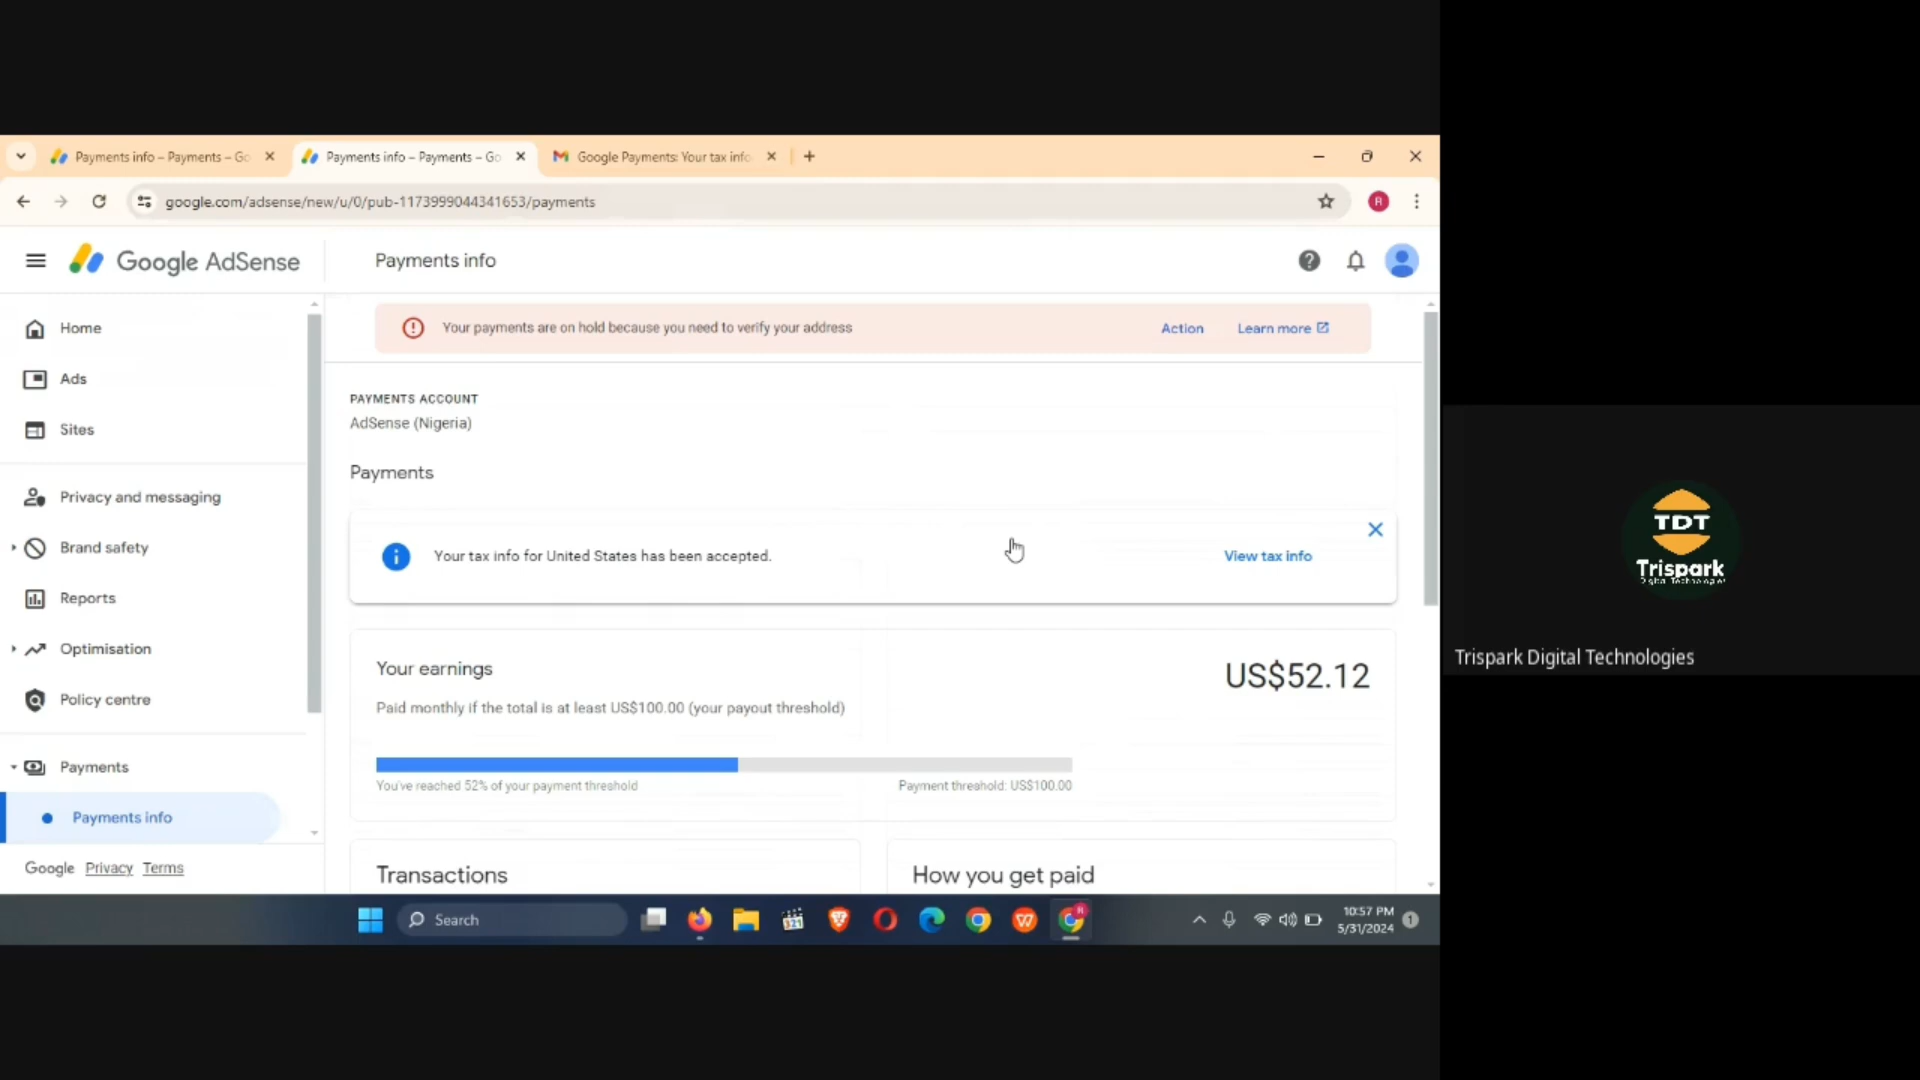 Payments info – Payments – Go
Payments info – Payments – Go
Google Payments: Your tax info
google.com/adsense/new/u/0/pub-1173999044341653/payments
R
Google AdSense
Payments info
Home
Ads
Sites
Privacy and messaging
Brand safety
Reports
Optimisation
Policy centre
Payments
Payments info
Google Privacy Terms
Your payments are on hold because you need to verify your address
Action
Learn more
PAYMENTS ACCOUNT
AdSense (Nigeria)
Payments
Your tax info for United States has been accepted.
View tax info
Your earnings
US$52.12
Paid monthly if the total is at least US$100.00 (your payout threshold)
You've reached 52% of your payment threshold
Payment threshold: US$100.00
Transactions
How you get paid
Search
321
R
10:57 PM
5/31/2024
1
TDT
Trispark
Digital Technologies
Trispark Digital Technologies